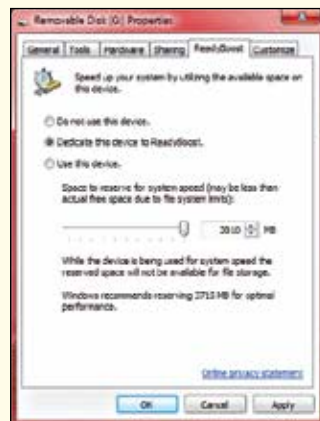 Removable Disk (G:) Properties
General Tools Hardware Sharing ReadyBoost Customize
Speed up your system by utilizing the available space on
this device.
Do not use this device.
Dedicate this device to ReadyBoost.
Use this device.
Space to reserve for system speed (may be less than
actual free space due to file system limits):
3810 MB
While the device is being used for system speed the
reserved space will not be available for file storage.
Windows recommends reserving 3715 MB for optimal
performance.
Online privacy statement
OK Cancel Apply